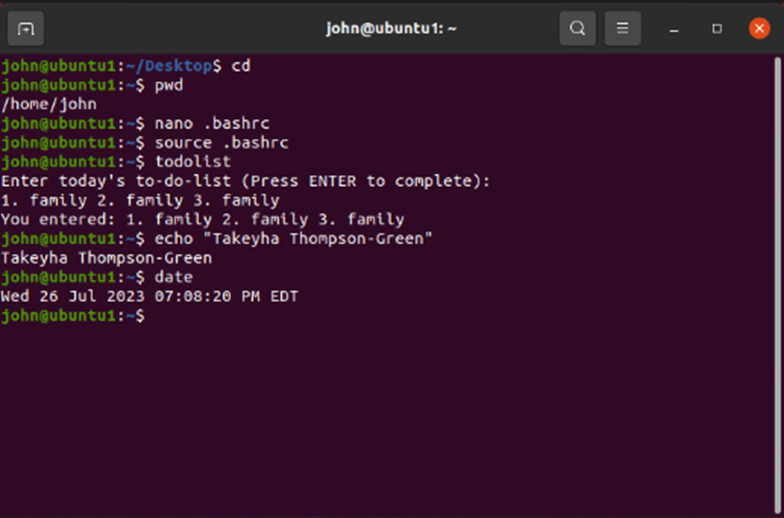 john@ubuntu1: ~
john@ubuntu1:~/Desktop$ cd
john@ubuntu1:~$ pwd
/home/john
john@ubuntu1:~$ nano .bashrc
john@ubuntu1:~$ source .bashrc
john@ubuntu1:~$ todolist
Enter today's to-do-list (Press ENTER to complete):
1. family 2. family 3. family
You entered: 1. family 2. family 3. family
john@ubuntu1:~$ echo "Takeyha Thompson-Green"
Takeyha Thompson-Green
john@ubuntu1:~$ date
Wed 26 Jul 2023 07:08:20 PM EDT
john@ubuntu1:~$